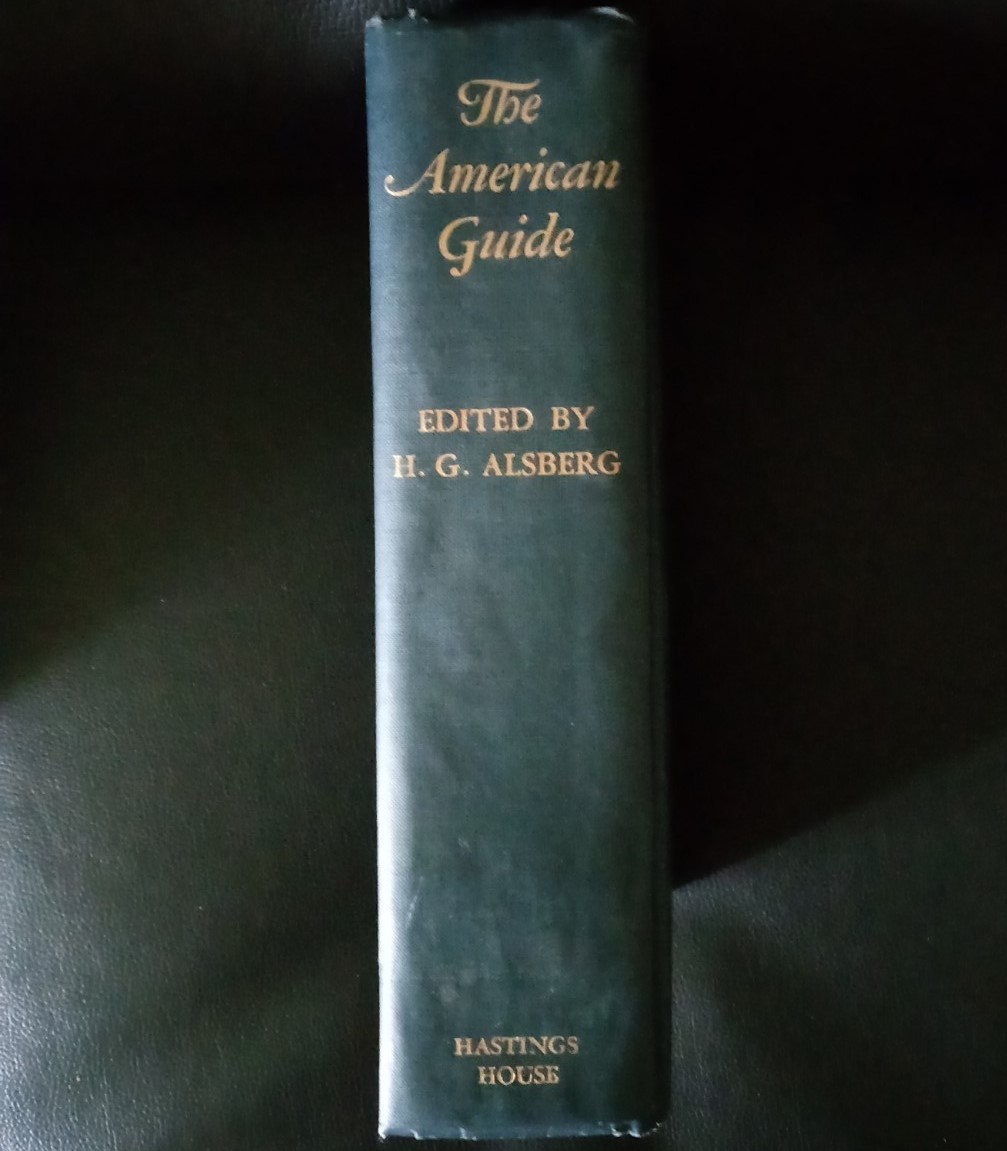 The
American
Guide
EDITED BY
H. G. ALSBERG
HASTINGS
HOUSE